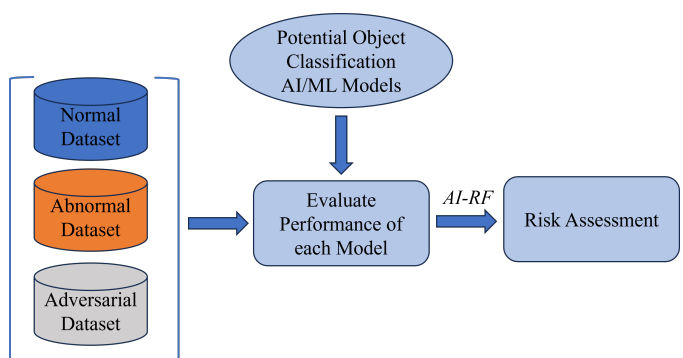 Potential Object
Classification
AI/ML Models
Normal
Dataset
Abnormal
Dataset
Adversarial
Dataset
Evaluate
Performance of
each Model
AI-RF
Risk Assessment